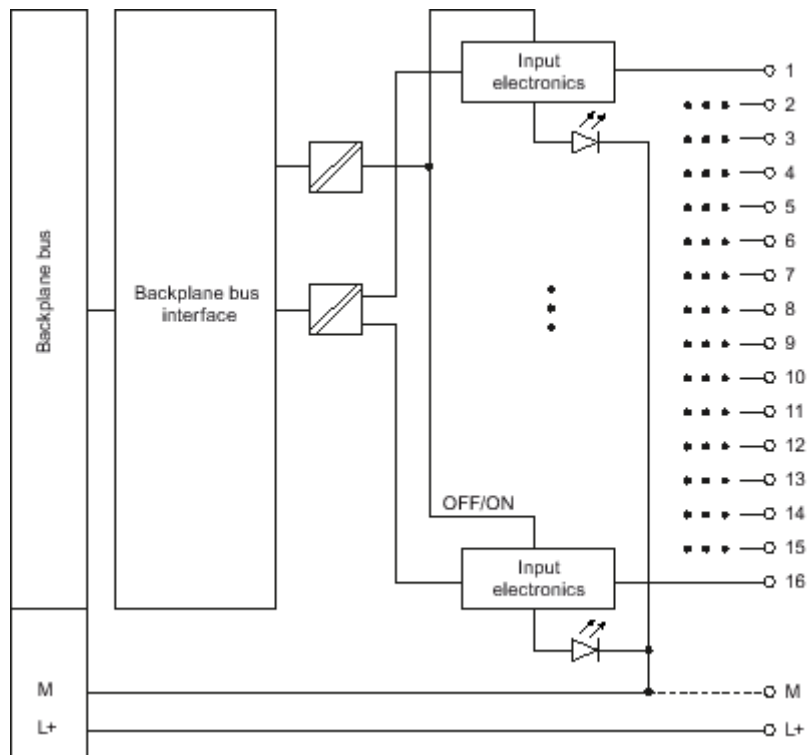 Backplane bus
Backplane bus
interface
Input
electronics
OFF/ON
Input
electronics
1
2
3
4
5
6
7
8
9
10
11
12
13
14
15
16
M
L+
M
L+